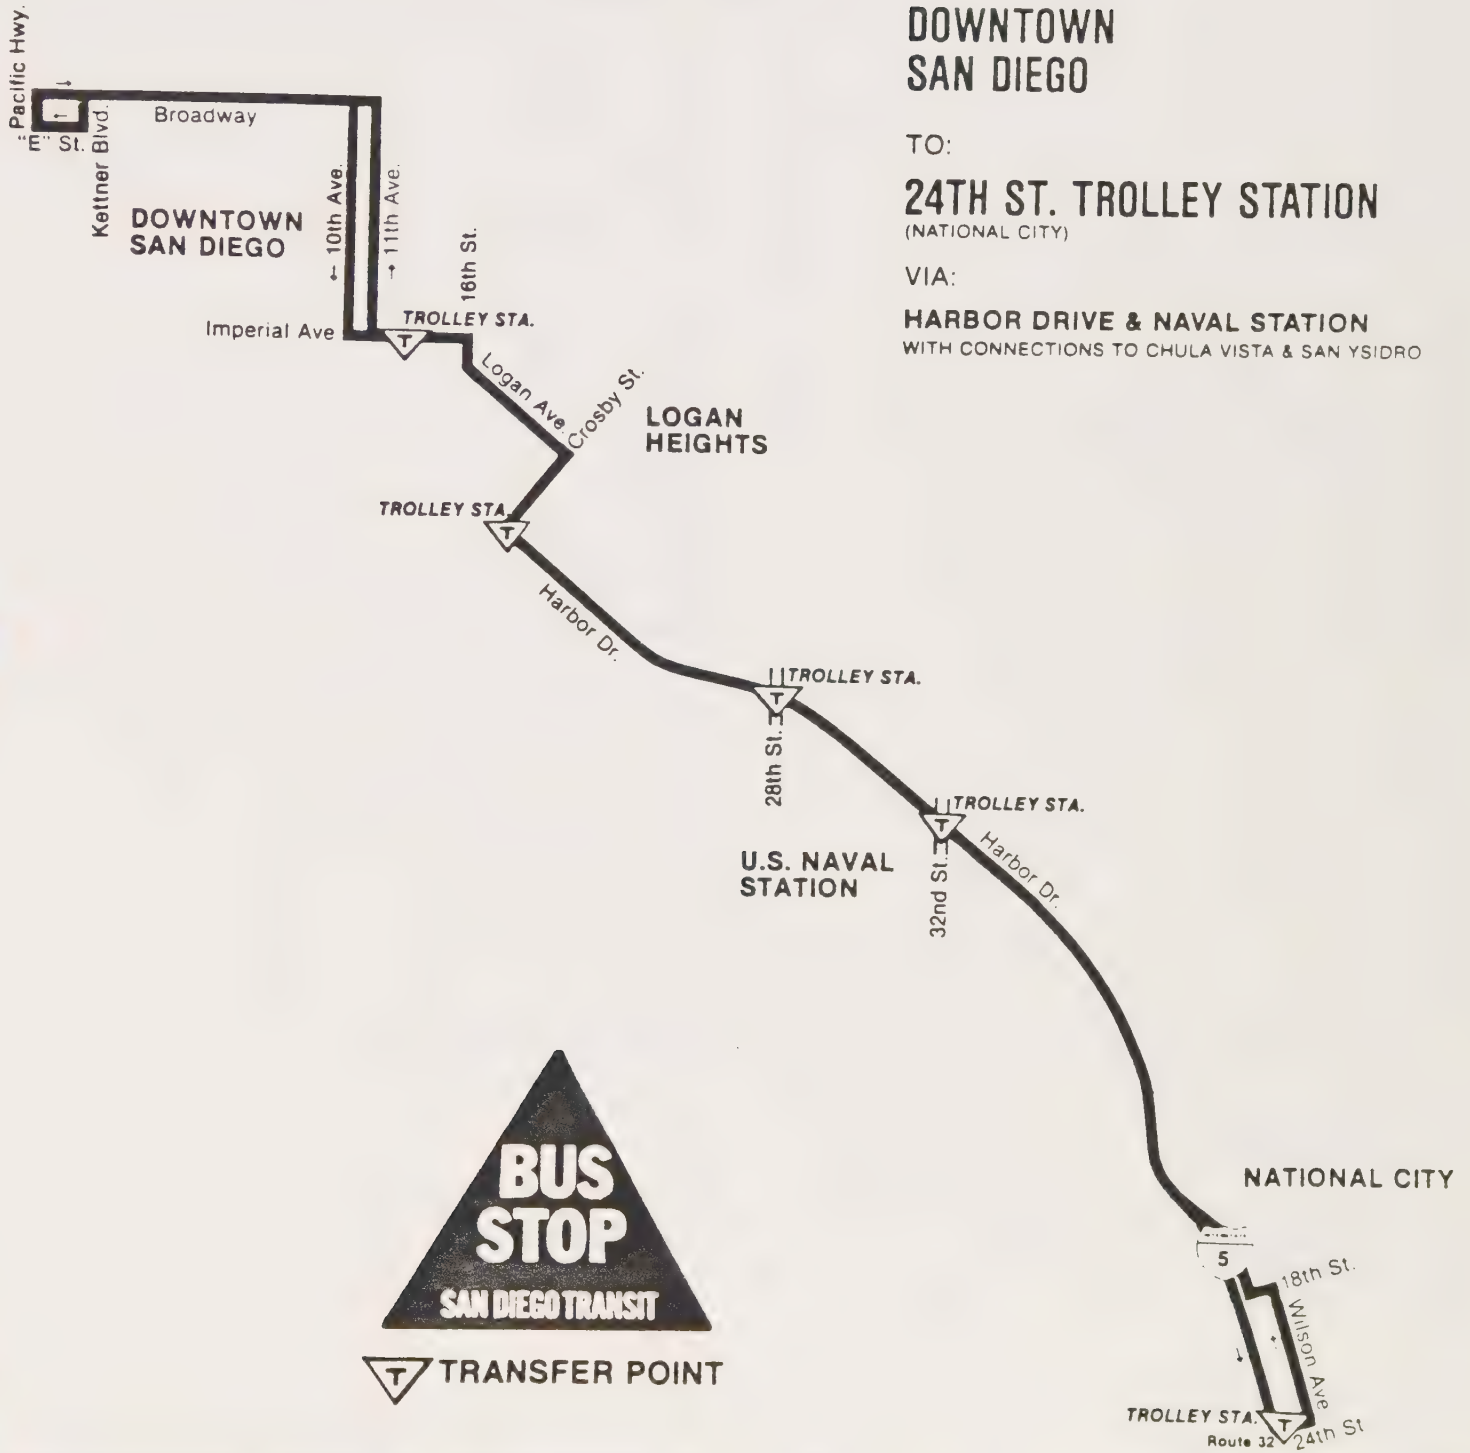 DOWNTOWN
SAN DIEGO
TO:
24TH ST. TROLLEY STATION
(NATIONAL CITY)
VIA:
HARBOR DRIVE & NAVAL STATION
WITH CONNECTIONS TO CHULA VISTA & SAN YSIDRO
Pacific Hwy.
"E" St.
Kettner Blvd.
Broadway
DOWNTOWN
SAN DIEGO
10th Ave.
11th Ave.
16th St.
Imperial Ave
TROLLEY STA.
T
Logan Ave.
Crosby St.
LOGAN
HEIGHTS
TROLLEY STA.
T
Harbor Dr.
TROLLEY STA.
T
28th St.
TROLLEY STA.
T
32nd St.
Harbor Dr.
U.S. NAVAL
STATION
NATIONAL CITY
5
18th St.
Wilson Ave
TROLLEY STA.
T
Route 32
24th St
BUS
STOP
SAN DIEGO TRANSIT
T TRANSFER POINT